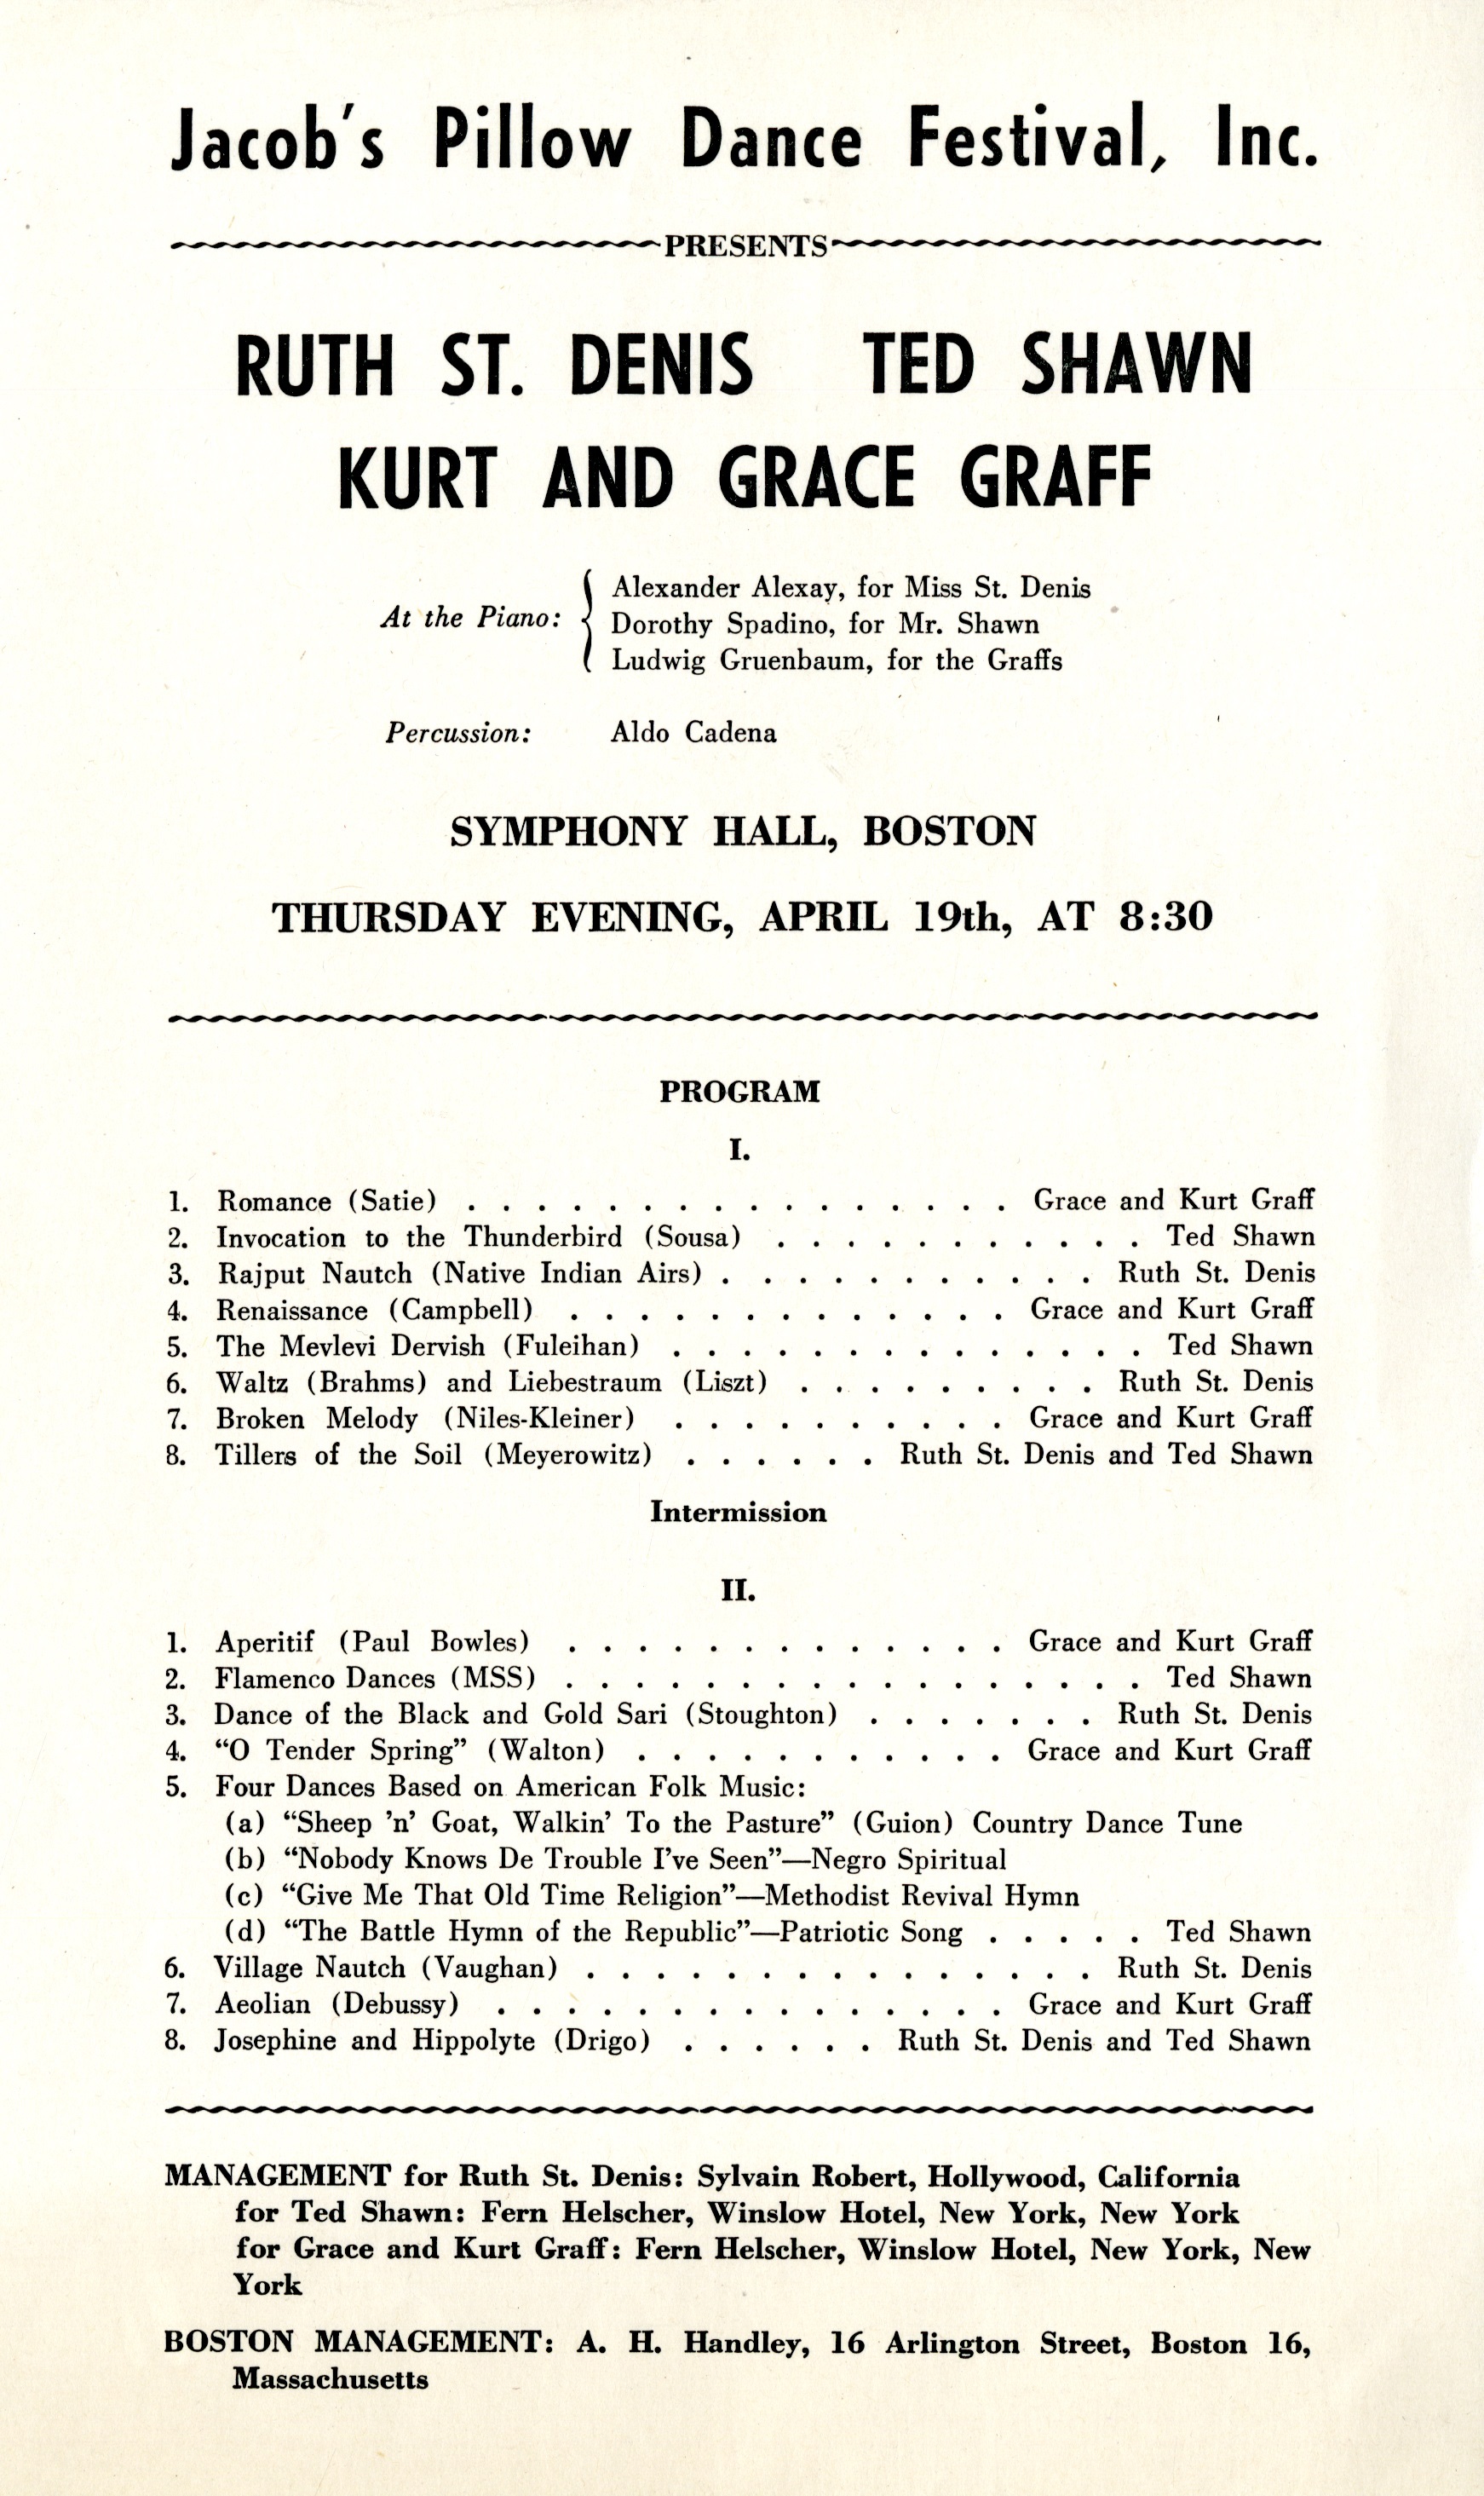 Jacob's Pillow Dance Festival, Inc.
PRESENTS
RUTH ST. DENIS TED SHAWN
KURT AND GRACE GRAFF
At the Piano: { Alexander Alexay, for Miss St. Denis
Dorothy Spadino, for Mr. Shawn
Ludwig Gruenbaum, for the Graffs
Percussion: Aldo Cadena
SYMPHONY HALL, BOSTON
THURSDAY EVENING, APRIL 19th, AT 8:30
PROGRAM
I.
1. Romance (Satie) . . . . . . . . . . . . . . . . Grace and Kurt Graff
2. Invocation to the Thunderbird (Sousa) . . . . . . . . . . . Ted Shawn
3. Rajput Nautch (Native Indian Airs) . . . . . . . . . . . Ruth St. Denis
4. Renaissance (Campbell) . . . . . . . . . . . . . Grace and Kurt Graff
5. The Mevlevi Dervish (Fuleihan) . . . . . . . . . . . . . . Ted Shawn
6. Waltz (Brahms) and Liebestraum (Liszt) . . . . . . . . . Ruth St. Denis
7. Broken Melody (Niles-Kleiner) . . . . . . . . . . Grace and Kurt Graff
8. Tillers of the Soil (Meyerowitz) . . . . . . Ruth St. Denis and Ted Shawn
Intermission
II.
1. Aperitif (Paul Bowles) . . . . . . . . . . . . . Grace and Kurt Graff
2. Flamenco Dances (MSS) . . . . . . . . . . . . . . . . . Ted Shawn
3. Dance of the Black and Gold Sari (Stoughton) . . . . . . . Ruth St. Denis
4. “O Tender Spring” (Walton) . . . . . . . . . . . Grace and Kurt Graff
5. Four Dances Based on American Folk Music:
(a) “Sheep ’n’ Goat, Walkin’ To the Pasture” (Guion) Country Dance Tune
(b) “Nobody Knows De Trouble I've Seen”—Negro Spiritual
(c) “Give Me That Old Time Religion”—Methodist Revival Hymn
(d) “The Battle Hymn of the Republic”—Patriotic Song . . . . . Ted Shawn
6. Village Nautch (Vaughan) . . . . . . . . . . . . . . . Ruth St. Denis
7. Aeolian (Debussy) . . . . . . . . . . . . . . . Grace and Kurt Graff
8. Josephine and Hippolyte (Drigo) . . . . . . Ruth St. Denis and Ted Shawn
MANAGEMENT for Ruth St. Denis: Sylvain Robert, Hollywood, California
for Ted Shawn: Fern Helscher, Winslow Hotel, New York, New York
for Grace and Kurt Graff: Fern Helscher, Winslow Hotel, New York, New
York
BOSTON MANAGEMENT: A. H. Handley, 16 Arlington Street, Boston 16,
Massachusetts